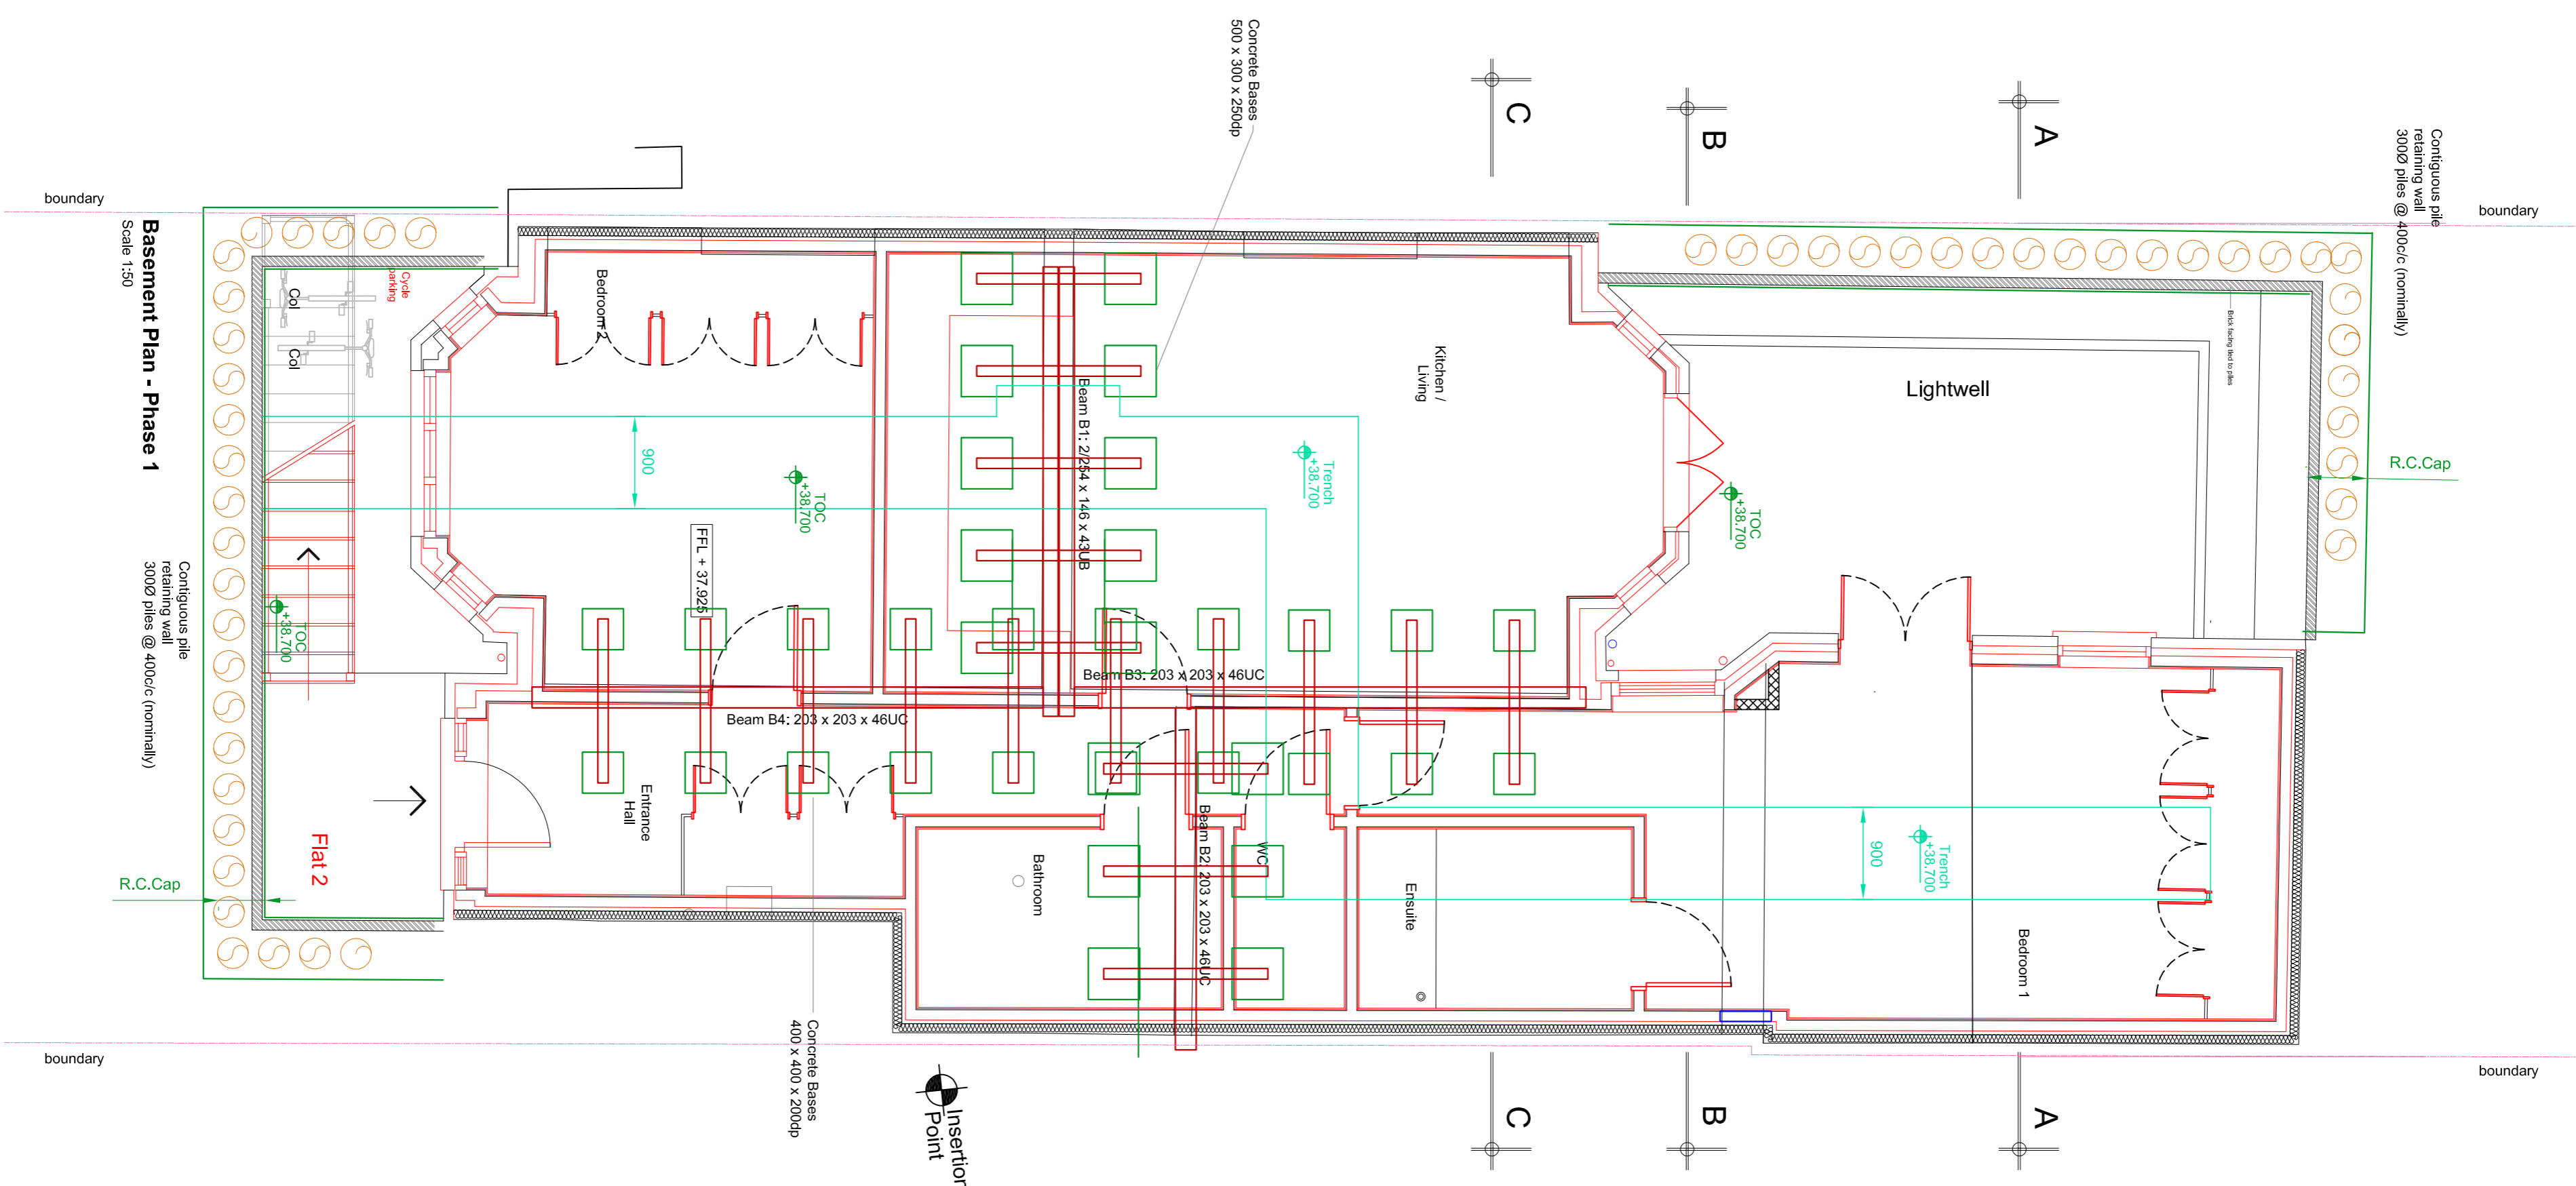 Concrete Bases
500 x 300 x 250dp
C
B
A
Contiguous pile
retaining wall
300Ø piles @ 400c/c (nominally)
boundary
boundary
Basement Plan - Phase 1
Scale 1:50
Cycle
parking
Col
Col
Bedroom 2
900
TOC
+38.700
FFL + 37.925
Beam B1: 2/254 x 146 x 43UB
Kitchen /
Living
Trench
+38.700
Lightwell
TOC
+38.700
Brick facing tied to piles
R.C.Cap
Contiguous pile
retaining wall
300Ø piles @ 400c/c (nominally)
TOC
+38.700
Beam B3: 203 x 203 x 46UC
Beam B4: 203 x 203 x 46UC
Entrance
Hall
Flat 2
R.C.Cap
Bathroom
Beam B2: 203 x 203 x 46UC
WC
Ensuite
900
Trench
+38.700
Bedroom 1
boundary
boundary
Concrete Bases
400 x 400 x 200dp
Insertion
Point
C
B
A